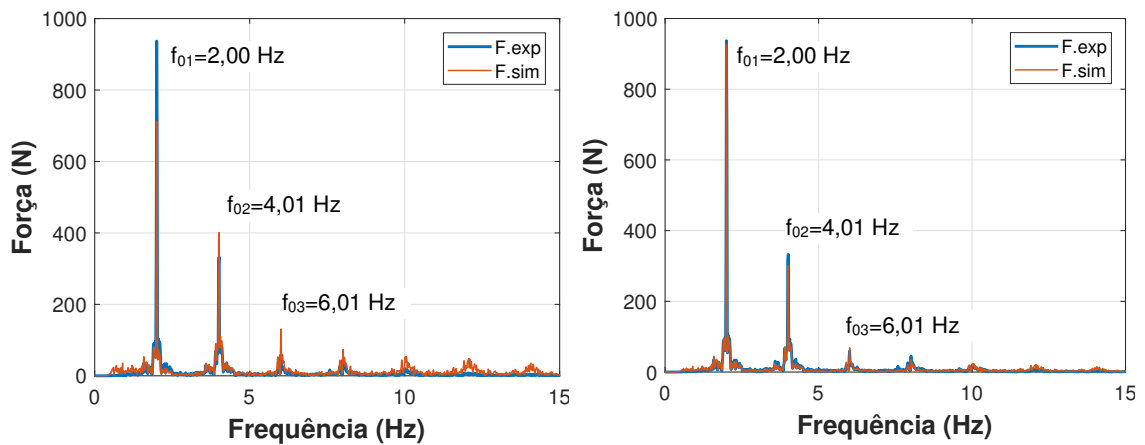 1000
800
600
400
200
0
0
5
10
15
Força (N)
Frequência (Hz)
f01=2,00 Hz
f02=4,01 Hz
f03=6,01 Hz
F.exp
F.sim
1000
800
600
400
200
0
0
5
10
15
Força (N)
Frequência (Hz)
f01=2,00 Hz
f02=4,01 Hz
f03=6,01 Hz
F.exp
F.sim